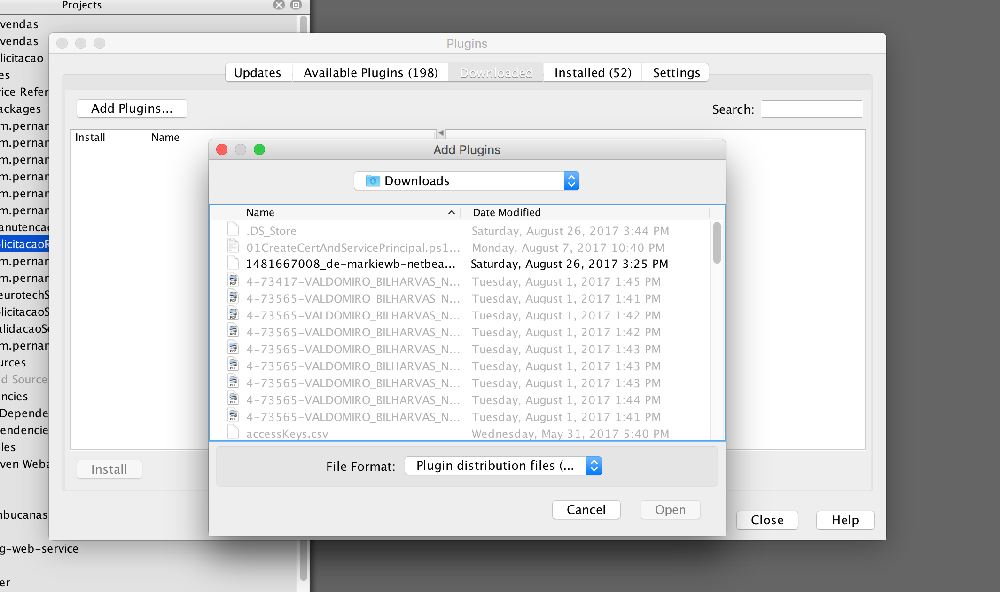 Projects
vendas
vendas
licitacao
es
vice Refer
ackages
m.pernar
m.pernar
m.pernar
m.pernar
m.pernar
m.pernar
anutencao
licitacaoR
m.pernar
m.pernar
eurotechS
licitacaoS
alidacaoSe
m.pernar
urces
d Source
ncies
Depende
endencie
iles
ven Weba
nbucanas
g-web-service
er
Plugins
Updates
Available Plugins (198)
Downloaded
Installed (52)
Settings
Add Plugins...
Search:
Install
Name
Add Plugins
Downloads
Name
Date Modified
.DS_Store Saturday, August 26, 2017 3:44 PM
01CreateCertAndServicePrincipal.ps1... Monday, August 7, 2017 10:40 PM
1481667008_de-markiewb-netbea... Saturday, August 26, 2017 3:25 PM
4-73417-VALDOMIRO_BILHARVAS_N... Tuesday, August 1, 2017 1:45 PM
4-73565-VALDOMIRO_BILHARVAS_N... Tuesday, August 1, 2017 1:41 PM
4-73565-VALDOMIRO_BILHARVAS_N... Tuesday, August 1, 2017 1:42 PM
4-73565-VALDOMIRO_BILHARVAS_N... Tuesday, August 1, 2017 1:42 PM
4-73565-VALDOMIRO_BILHARVAS_N... Tuesday, August 1, 2017 1:43 PM
4-73565-VALDOMIRO_BILHARVAS_N... Tuesday, August 1, 2017 1:43 PM
4-73565-VALDOMIRO_BILHARVAS_N... Tuesday, August 1, 2017 1:43 PM
4-73565-VALDOMIRO_BILHARVAS_N... Tuesday, August 1, 2017 1:44 PM
4-73565-VALDOMIRO_BILHARVAS_N... Tuesday, August 1, 2017 1:41 PM
accessKeys.csv Wednesday, May 31, 2017 5:40 PM
File Format: Plugin distribution files (...
Cancel
Open
Install
Close
Help